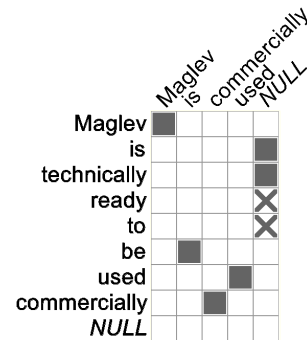 Maglev
is
commercially
used
NULL
Maglev
is
technically
ready
to
be
used
commercially
NULL